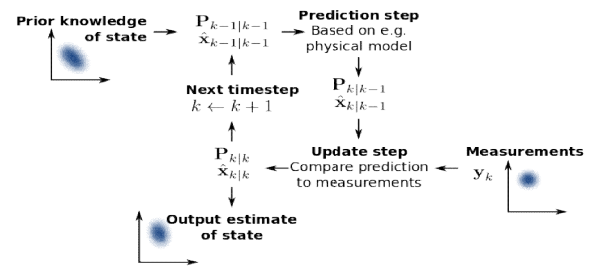 Prior knowledge
of state
P_{k−1|k−1}
x̂_{k−1|k−1}
Prediction step
Based on e.g.
physical model
P_{k|k−1}
x̂_{k|k−1}
Next timestep
k ← k + 1
P_{k|k}
x̂_{k|k}
Update step
Compare prediction
to measurements
Measurements
y_k
Output estimate
of state